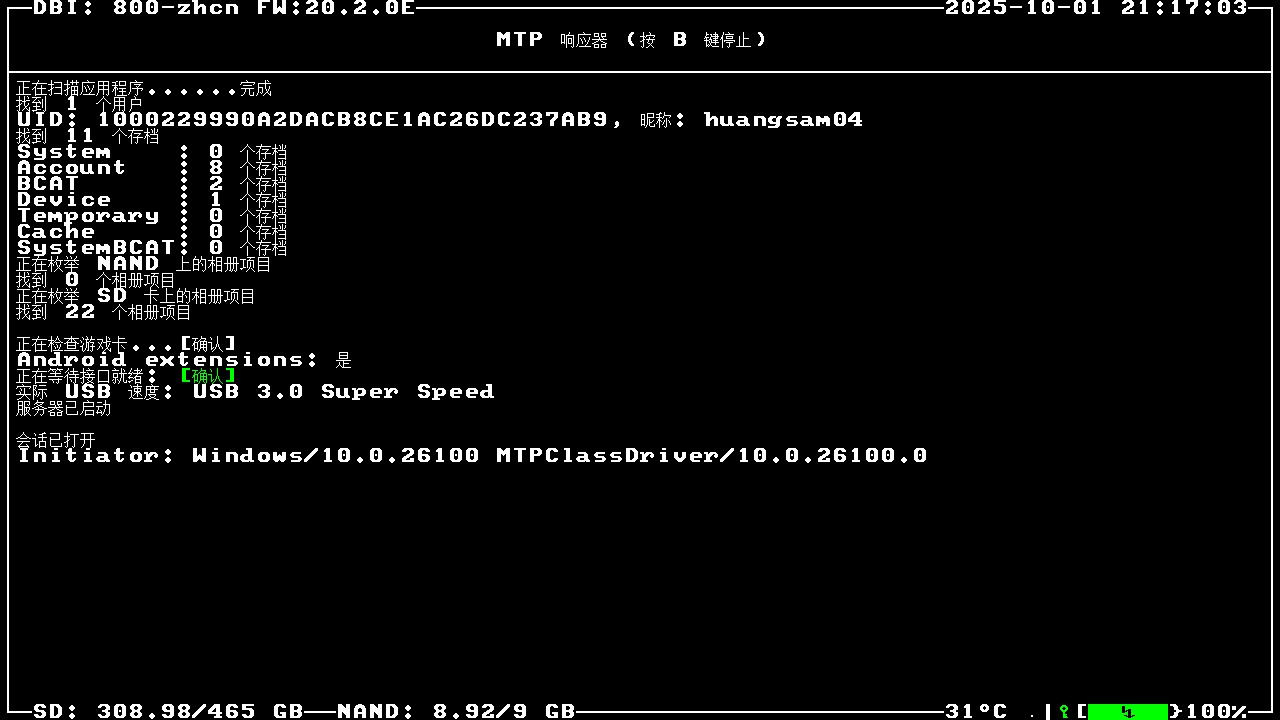 DBI: 800-zhcn FW:20.2.0E 2025-10-01 21:17:03
MTP 响应器 (按 B 键停止)
正在扫描应用程序......完成
找到 1 个用户
UID: 1000229990A2DACB8CE1AC26DC237AB9, 昵称: huangsam04
找到 11 个存档
System : 0 个存档
Account : 8 个存档
BCAT : 2 个存档
Device : 1 个存档
Temporary : 0 个存档
Cache : 0 个存档
SystemBCAT: 0 个存档
正在枚举 NAND 上的相册项目
找到 0 个相册项目
正在枚举 SD 卡上的相册项目
找到 22 个相册项目
正在检查游戏卡...[确认]
Android extensions: 是
正在等待接口就绪: [确认]
实际 USB 速度: USB 3.0 Super Speed
服务器已启动
会话已打开
Initiator: Windows/10.0.26100 MTPClassDriver/10.0.26100.0
SD: 308.98/465 GB NAND: 8.92/9 GB 31°C 100%